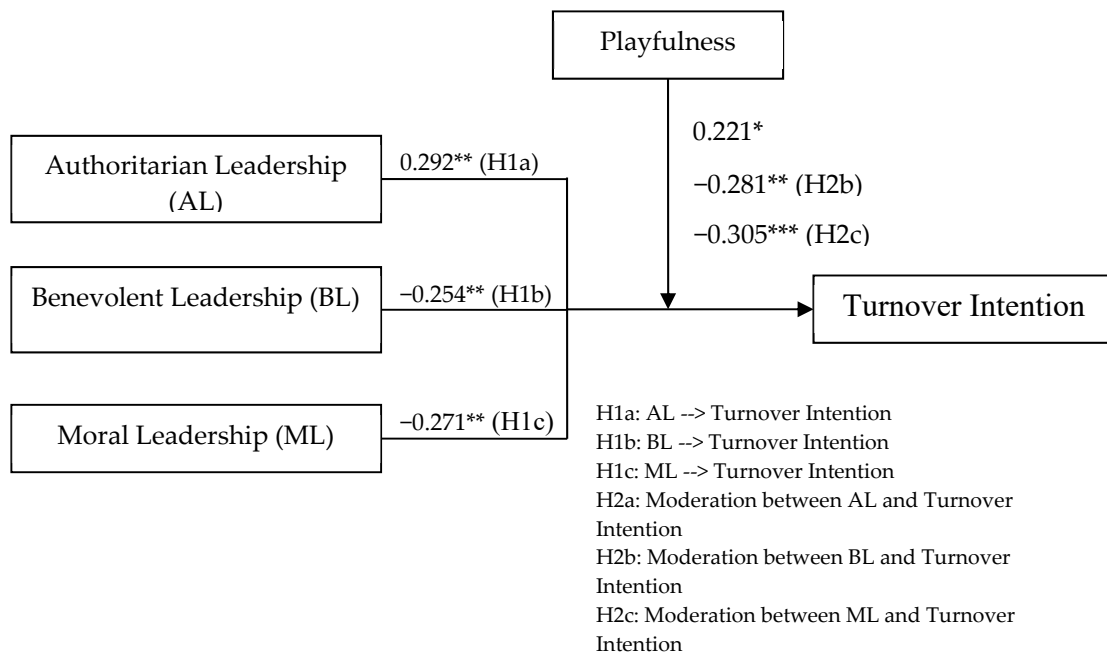 Playfulness
0.221*
−0.281** (H2b)
−0.305*** (H2c)
Authoritarian Leadership
(AL)
0.292** (H1a)
Benevolent Leadership (BL)
−0.254** (H1b)
Turnover Intention
Moral Leadership (ML)
−0.271** (H1c)
H1a: AL --> Turnover Intention
H1b: BL --> Turnover Intention
H1c: ML --> Turnover Intention
H2a: Moderation between AL and Turnover
Intention
H2b: Moderation between BL and Turnover
Intention
H2c: Moderation between ML and Turnover
Intention